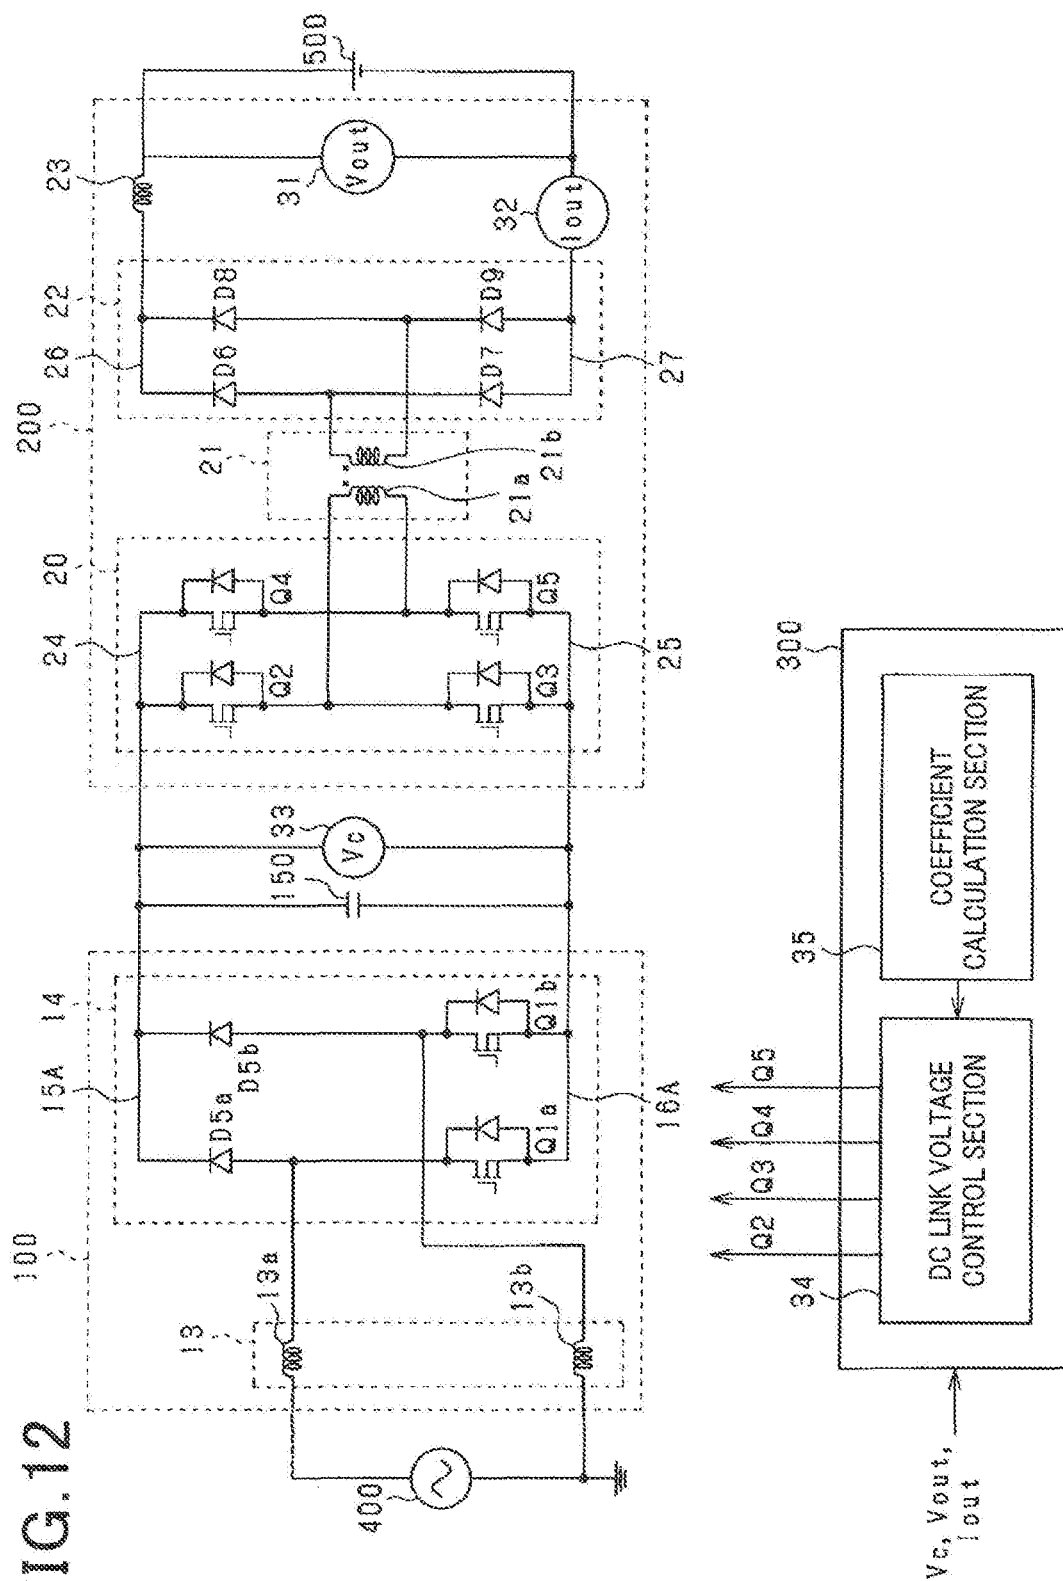 IG.12
100
200
13
13a
13b
14
15A
D5a
D5b
Q1a
Q1b
16A
400
150
33
Vc
20
24
Q2
Q4
Q3
Q5
25
21
21a
21b
22
26
D6
D8
D7
D9
27
23
31
Vout
32
Iout
500
300
Q2
Q3
Q4
Q5
34
DC LINK VOLTAGE
CONTROL SECTION
35
COEFFICIENT
CALCULATION SECTION
Vc, Vout,
Iout